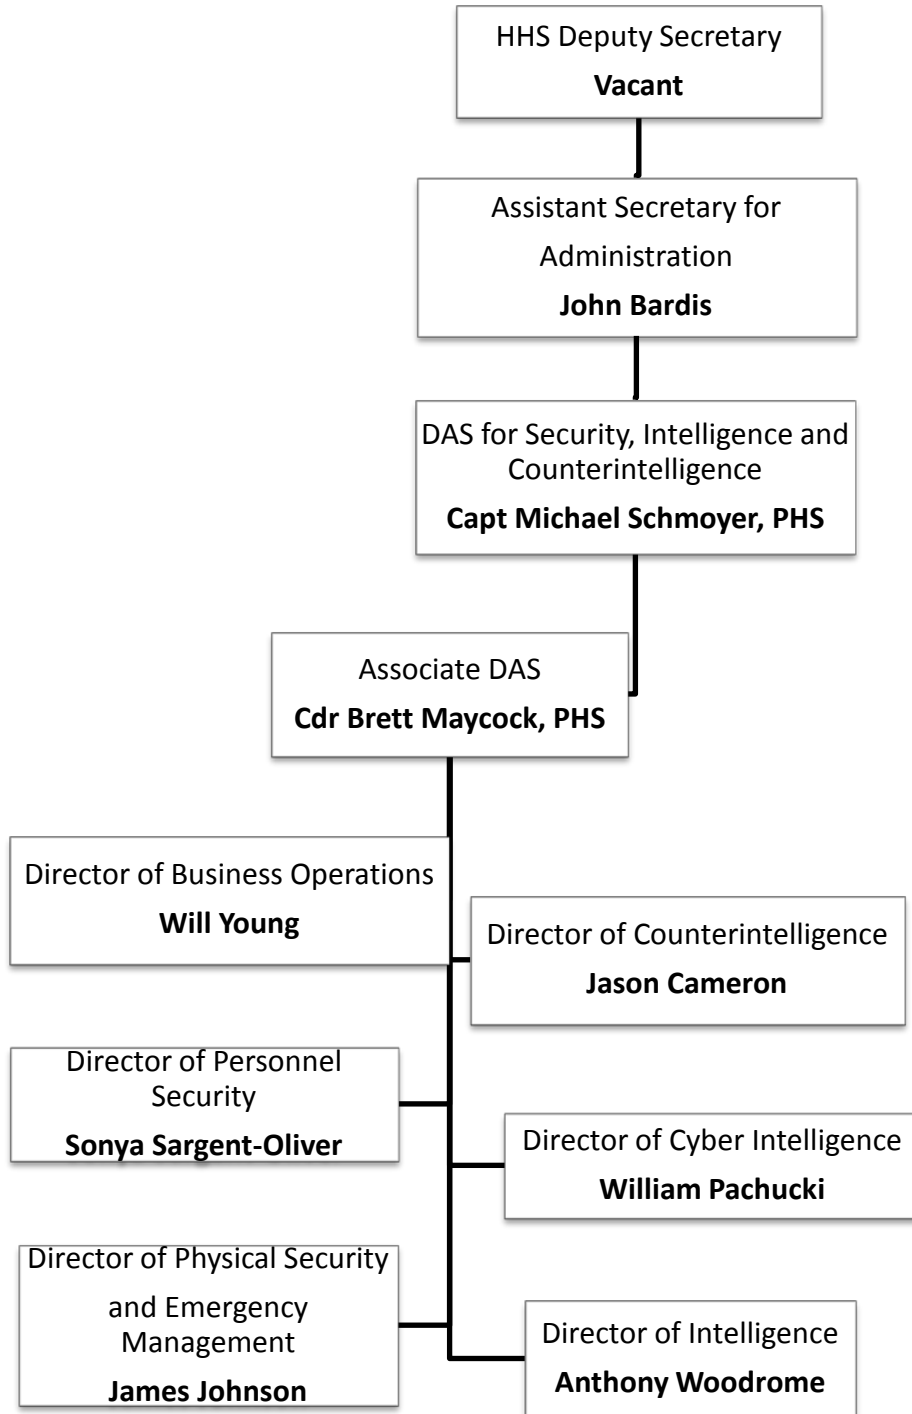 HHS Deputy Secretary
Vacant
Assistant Secretary for
Administration
John Bardis
DAS for Security, Intelligence and
Counterintelligence
Capt Michael Schmoyer, PHS
Associate DAS
Cdr Brett Maycock, PHS
Director of Business Operations
Will Young
Director of Counterintelligence
Jason Cameron
Director of Personnel
Security
Sonya Sargent-Oliver
Director of Cyber Intelligence
William Pachucki
Director of Physical Security
and Emergency
Management
James Johnson
Director of Intelligence
Anthony Woodrome